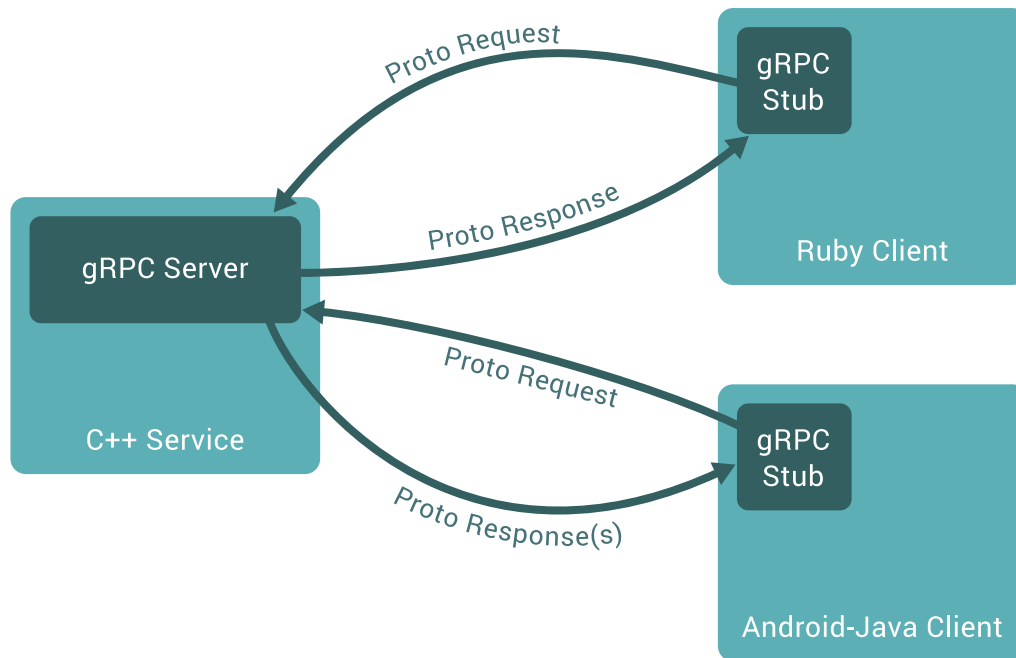 Proto Request
gRPC
Stub
Proto Response
Ruby Client
gRPC Server
C++ Service
Proto Request
gRPC
Stub
Proto Response(s)
Android-Java Client